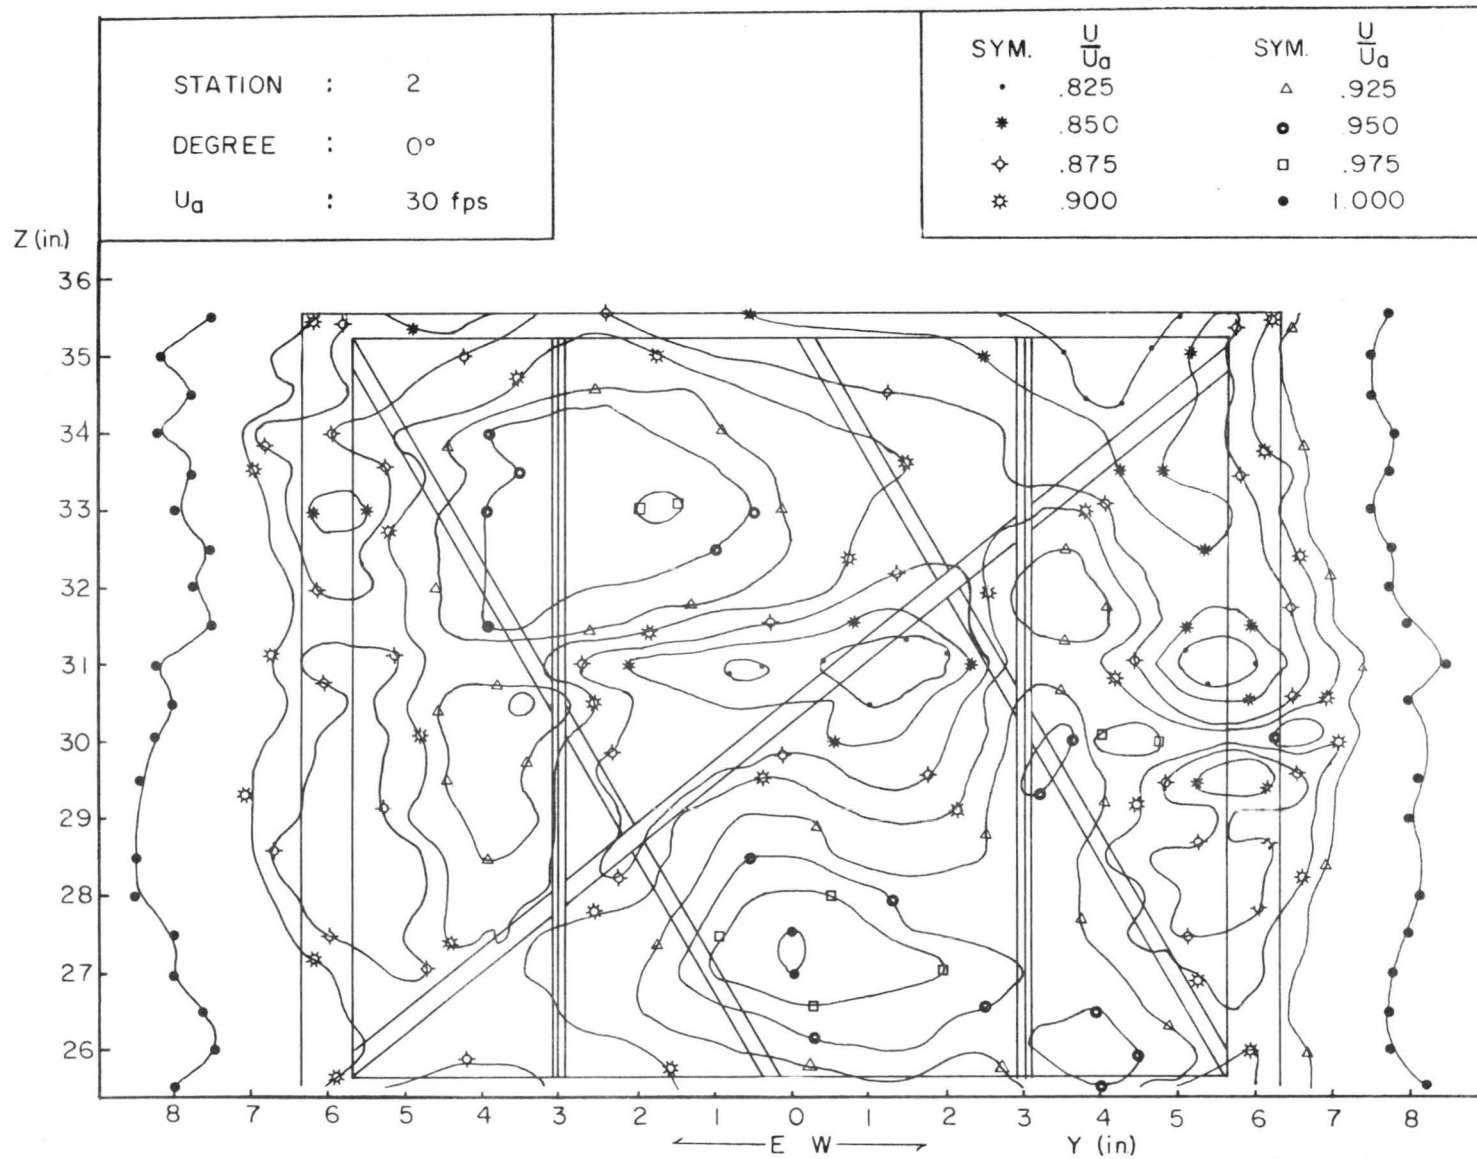 STATION : 2
DEGREE : 0°
Ua : 30 fps
SYM. U/Ua SYM. U/Ua
.825 .925
.850 .950
.875 .975
.900 1.000
Z (in.)
36
35
34
33
32
31
30
29
28
27
26
8 7 6 5 4 3 2 1 0 1 2 3 4 5 6 7 8
E W Y (in.)